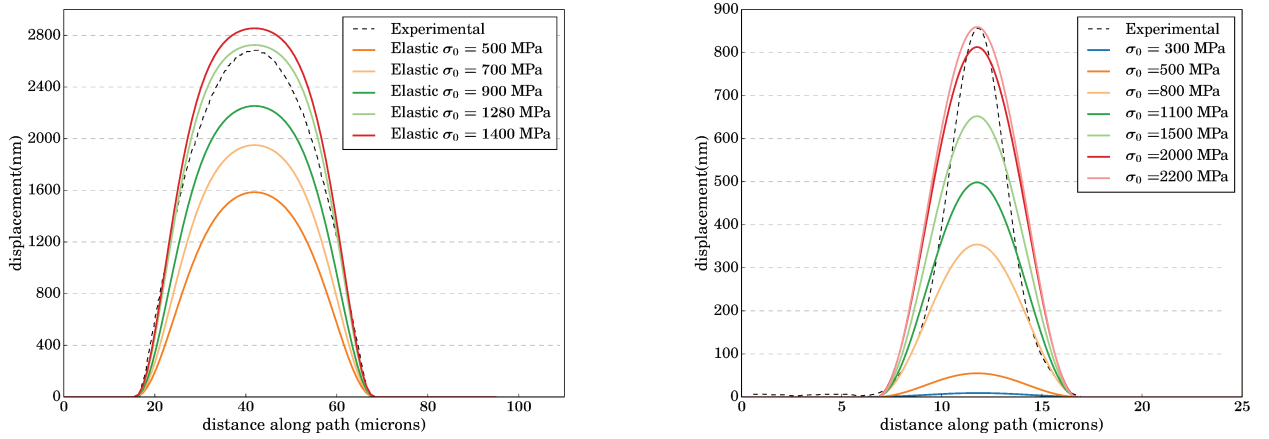 2800
2400
2000
1600
1200
800
400
0
0 20 40 60 80 100
displacement(nm)
distance along path (microns)
Experimental
Elastic σ₀ = 500 MPa
Elastic σ₀ = 700 MPa
Elastic σ₀ = 900 MPa
Elastic σ₀ = 1280 MPa
Elastic σ₀ = 1400 MPa
900
800
700
600
500
400
300
200
100
0
0 5 10 15 20 25
displacement(nm)
distance along path (microns)
Experimental
σ₀ = 300 MPa
σ₀ =500 MPa
σ₀ =800 MPa
σ₀ =1100 MPa
σ₀ =1500 MPa
σ₀ =2000 MPa
σ₀ =2200 MPa